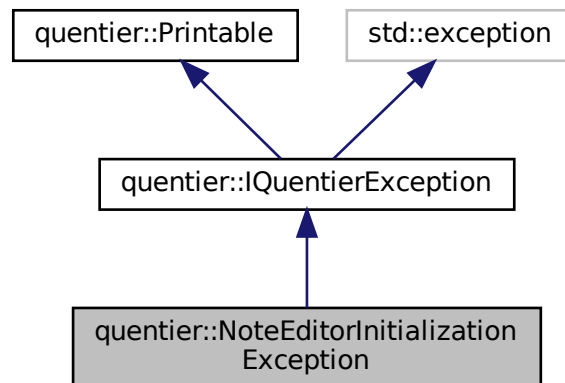 quentier::Printable
std::exception
quentier::IQuentierException
quentier::NoteEditorInitialization
Exception